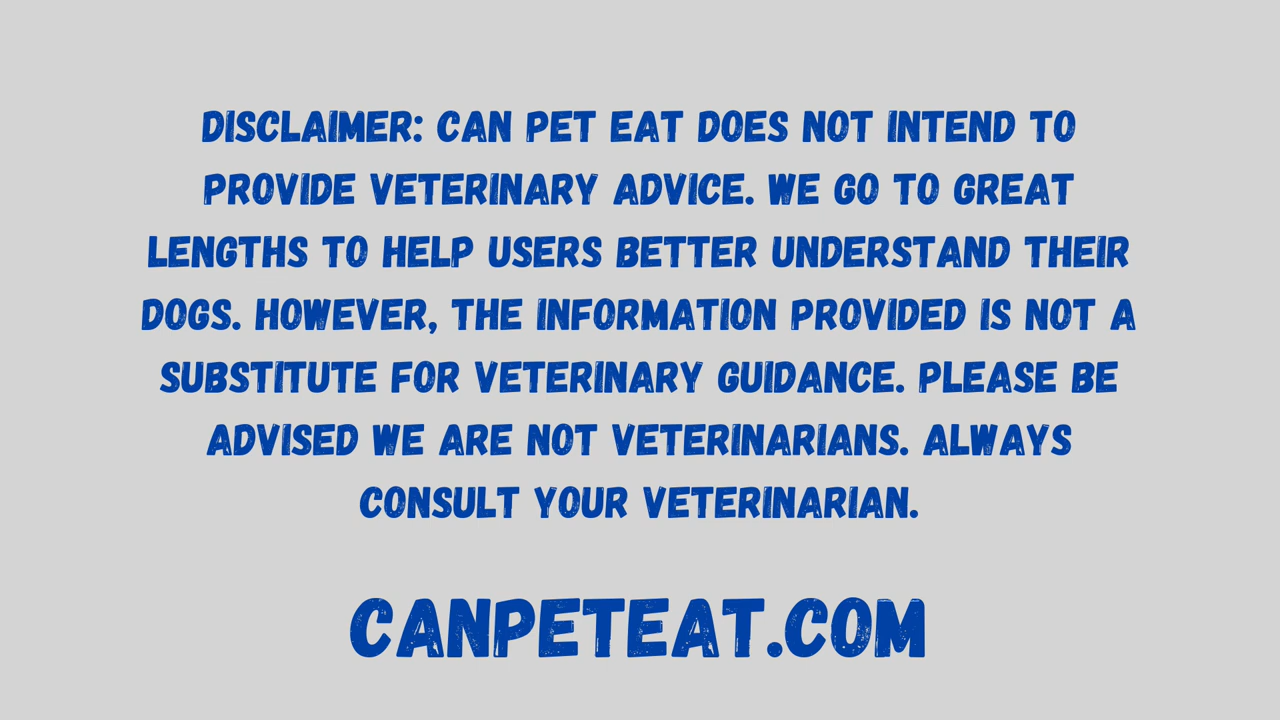 DISCLAIMER: CAN PET EAT DOES NOT INTEND TO
PROVIDE VETERINARY ADVICE. WE GO TO GREAT
LENGTHS TO HELP USERS BETTER UNDERSTAND THEIR
DOGS. HOWEVER, THE INFORMATION PROVIDED IS NOT A
SUBSTITUTE FOR VETERINARY GUIDANCE. PLEASE BE
ADVISED WE ARE NOT VETERINARIANS. ALWAYS
CONSULT YOUR VETERINARIAN.
CANPETEAT.COM